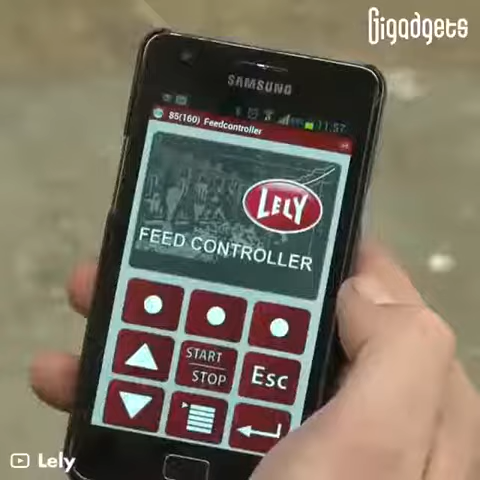 Gigadgets
SAMSUNG
11:57
85(160) Feedcontroller
LELY
FEED CONTROLLER
START
STOP
Esc
Lely